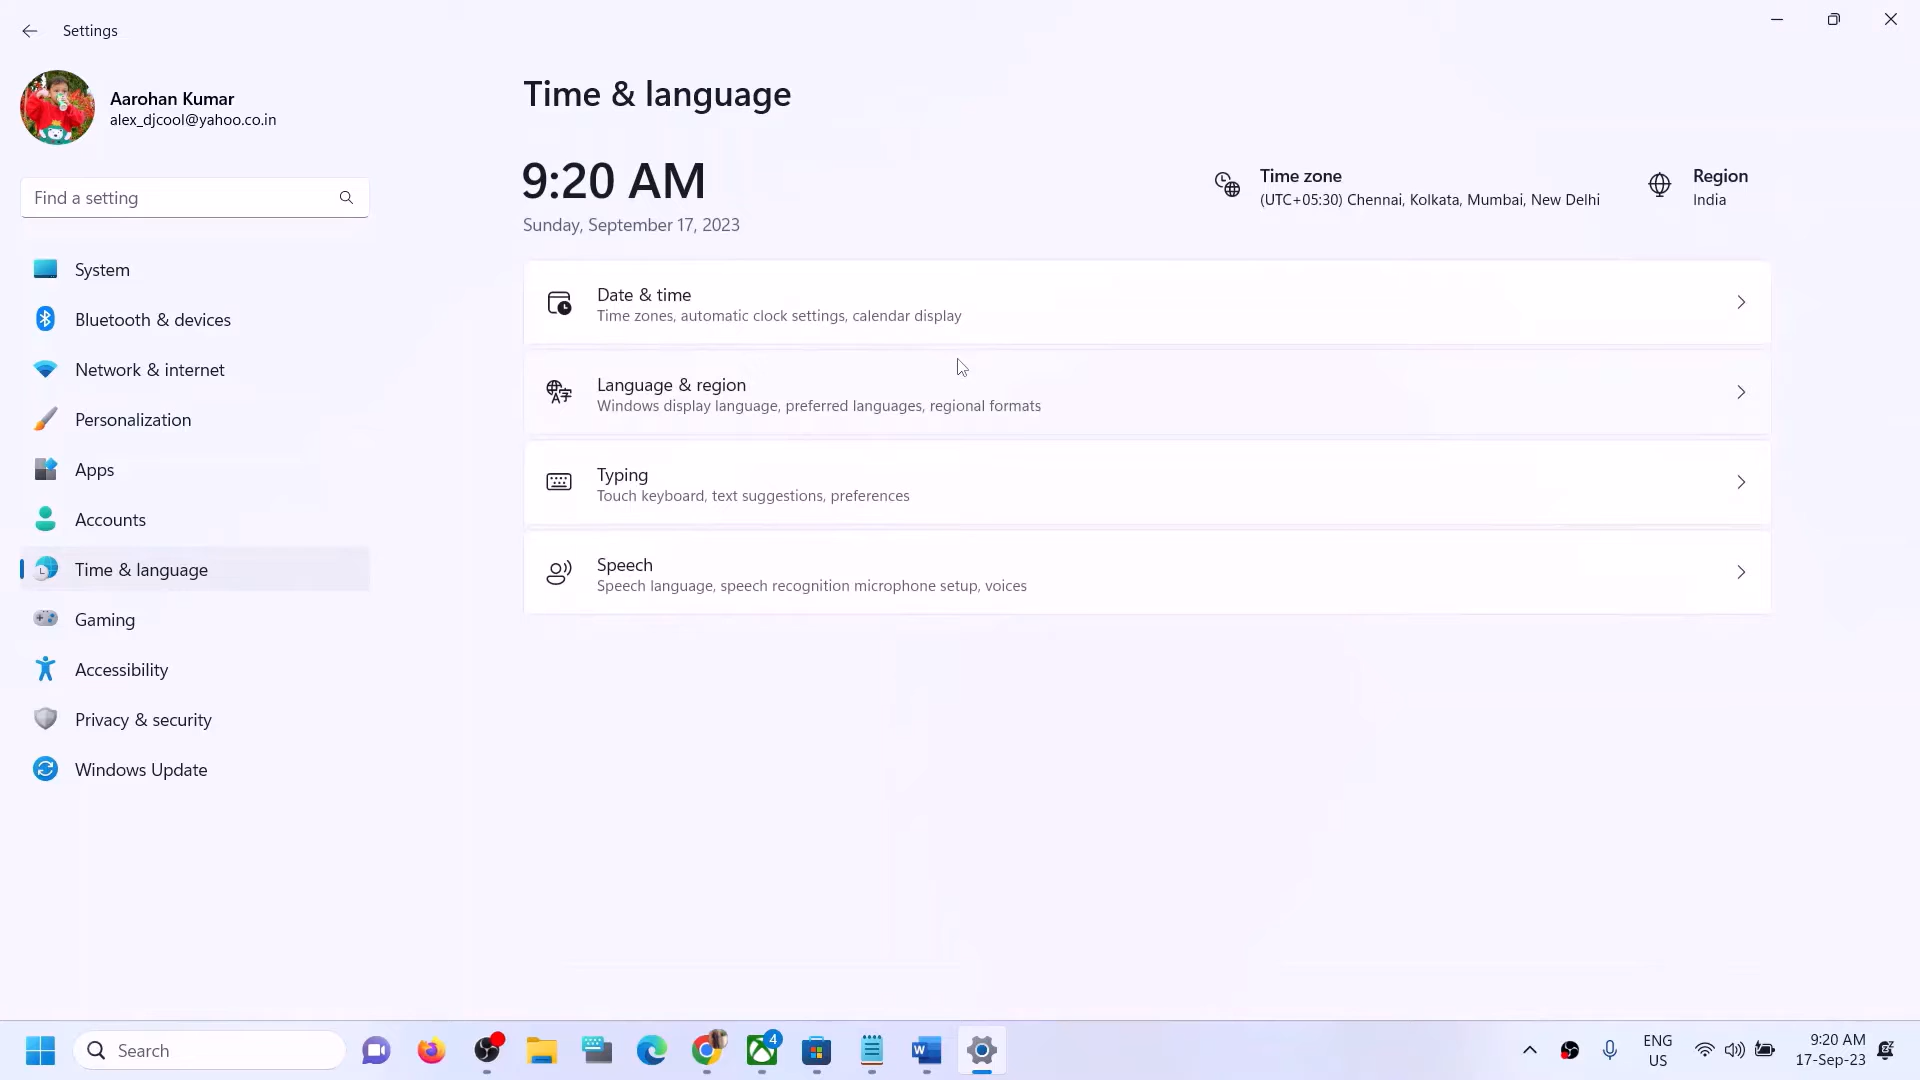 Settings
Aarohan Kumar
alex_djcool@yahoo.co.in
Find a setting
System
Bluetooth & devices
Network & internet
Personalization
Apps
Accounts
Time & language
Gaming
Accessibility
Privacy & security
Windows Update
Time & language
9:20 AM
Sunday, September 17, 2023
Time zone
(UTC+05:30) Chennai, Kolkata, Mumbai, New Delhi
Region
India
Date & time
Time zones, automatic clock settings, calendar display
Language & region
Windows display language, preferred languages, regional formats
Typing
Touch keyboard, text suggestions, preferences
Speech
Speech language, speech recognition microphone setup, voices
Search
4
ENG
US
9:20 AM
17-Sep-23